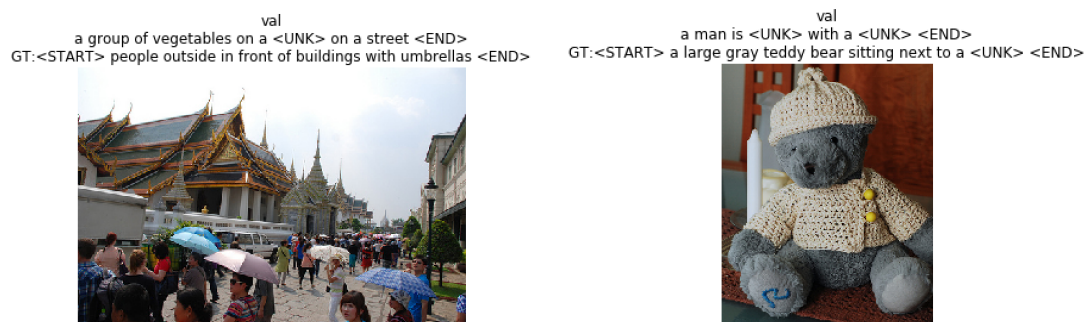 val
a group of vegetables on a <UNK> on a street <END>
GT:<START> people outside in front of buildings with umbrellas <END>
val
a man is <UNK> with a <UNK> <END>
GT:<START> a large gray teddy bear sitting next to a <UNK> <END>